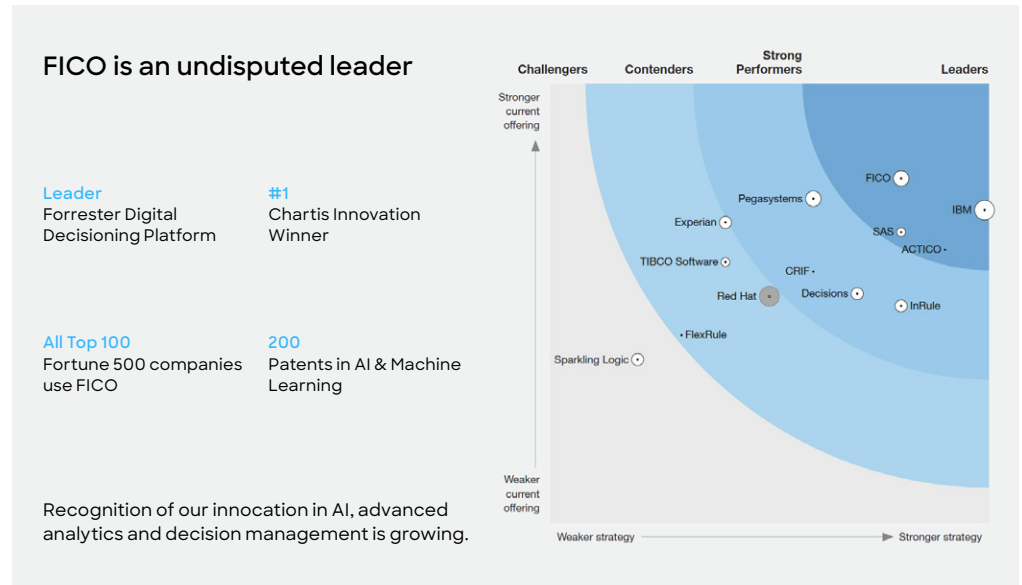 FICO is an undisputed leader
Leader
Forrester Digital
Decisioning Platform
#1
Chartis Innovation
Winner
All Top 100
Fortune 500 companies
use FICO
200
Patents in AI & Machine
Learning
Recognition of our innocation in AI, advanced
analytics and decision management is growing.
Challengers
Contenders
Strong
Performers
Leaders
Stronger
current
offering
FICO
Pegasystems
IBM
Experian
SAS
ACTICO
TIBCO Software
CRIF
Red Hat
Decisions
InRule
FlexRule
Sparkling Logic
Weaker
current
offering
Weaker strategy
Stronger strategy